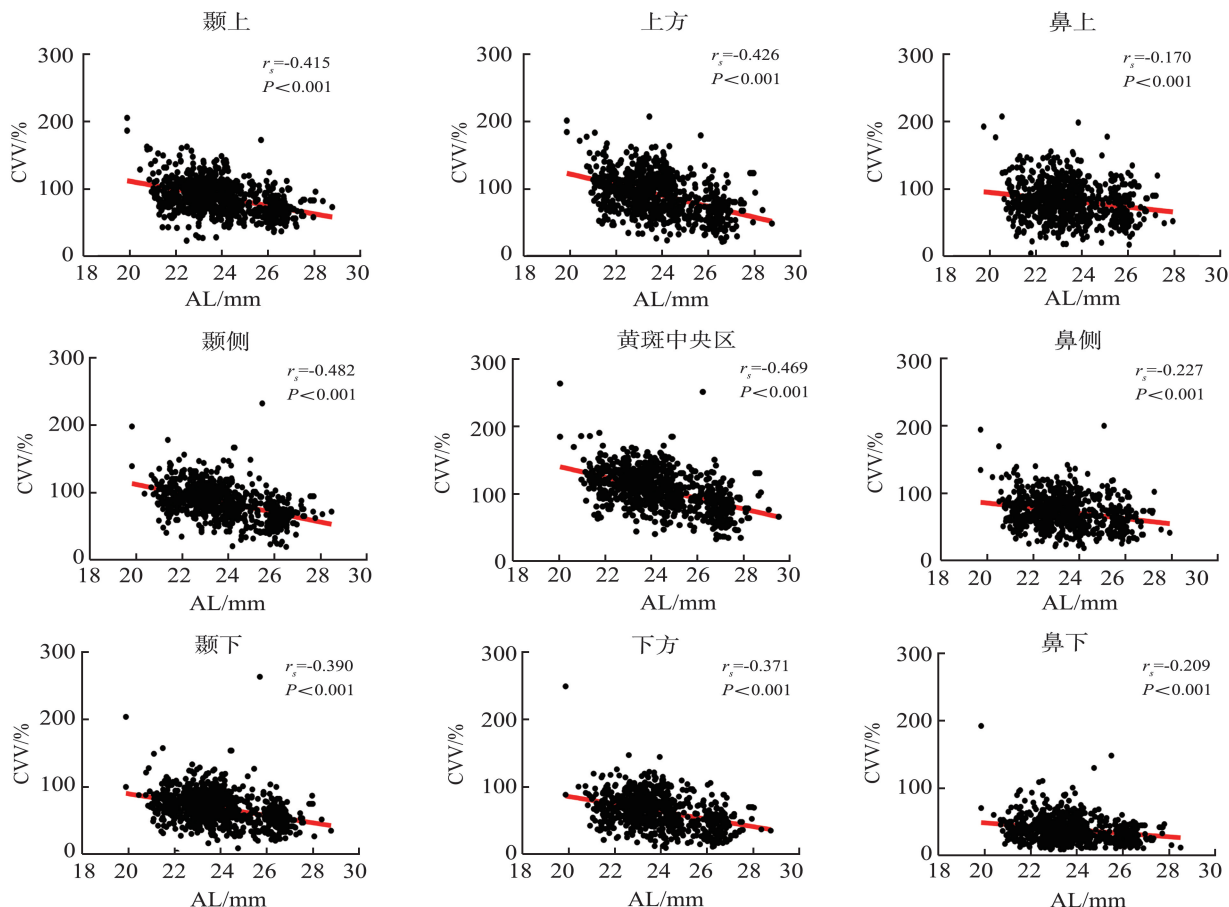 颞上
rs=-0.415
P<0.001
CVV/%
300
200
100
0
18 20 22 24 26 28 30
AL/mm
上方
rs=-0.426
P<0.001
CVV/%
300
200
100
0
18 20 22 24 26 28 30
AL/mm
鼻上
rs=-0.170
P<0.001
CVV/%
300
200
100
0
18 20 22 24 26 28 30
AL/mm
颞侧
rs=-0.482
P<0.001
CVV/%
300
200
100
0
18 20 22 24 26 28 30
AL/mm
黄斑中央区
rs=-0.469
P<0.001
CVV/%
300
200
100
0
18 20 22 24 26 28 30
AL/mm
鼻侧
rs=-0.227
P<0.001
CVV/%
300
200
100
0
18 20 22 24 26 28 30
AL/mm
颞下
rs=-0.390
P<0.001
CVV/%
300
200
100
0
18 20 22 24 26 28 30
AL/mm
下方
rs=-0.371
P<0.001
CVV/%
300
200
100
0
18 20 22 24 26 28 30
AL/mm
鼻下
rs=-0.209
P<0.001
CVV/%
300
200
100
0
18 20 22 24 26 28 30
AL/mm